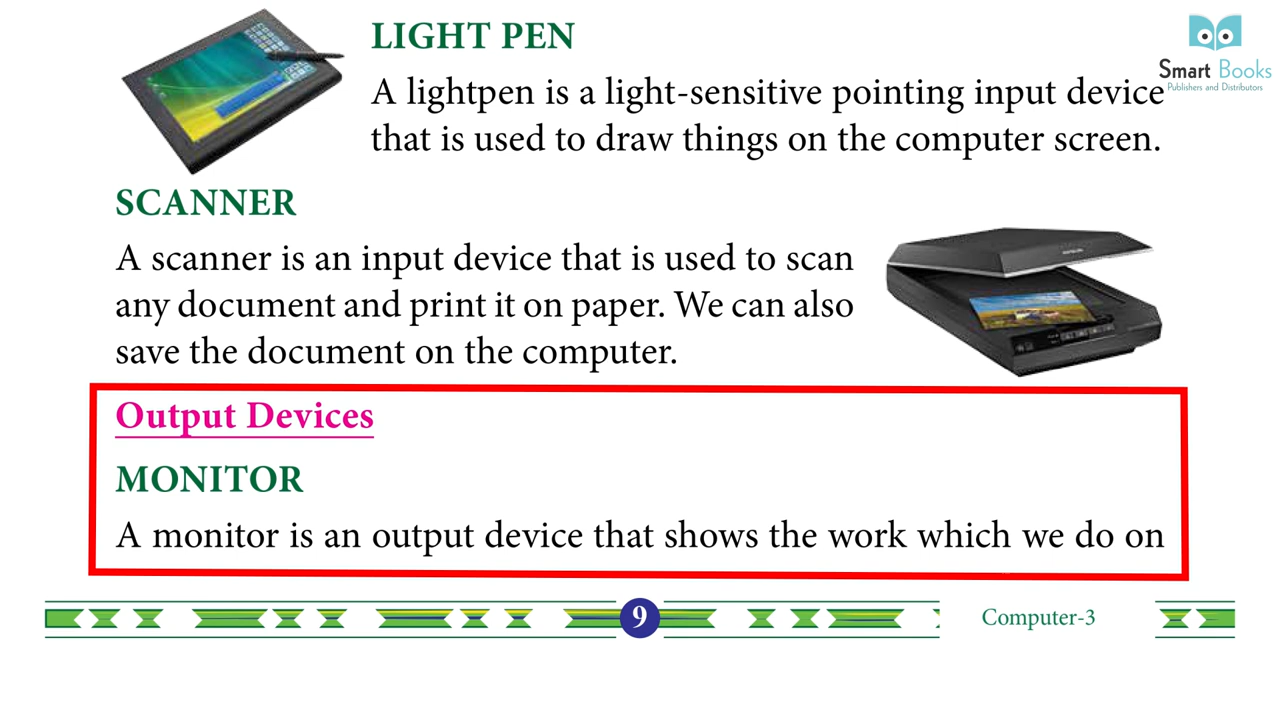 LIGHT PEN
Smart Books
Publishers and Distributors
A lightpen is a light-sensitive pointing input device
that is used to draw things on the computer screen.
SCANNER
A scanner is an input device that is used to scan
any document and print it on paper. We can also
save the document on the computer.
Output Devices
MONITOR
A monitor is an output device that shows the work which we do on
9
Computer-3